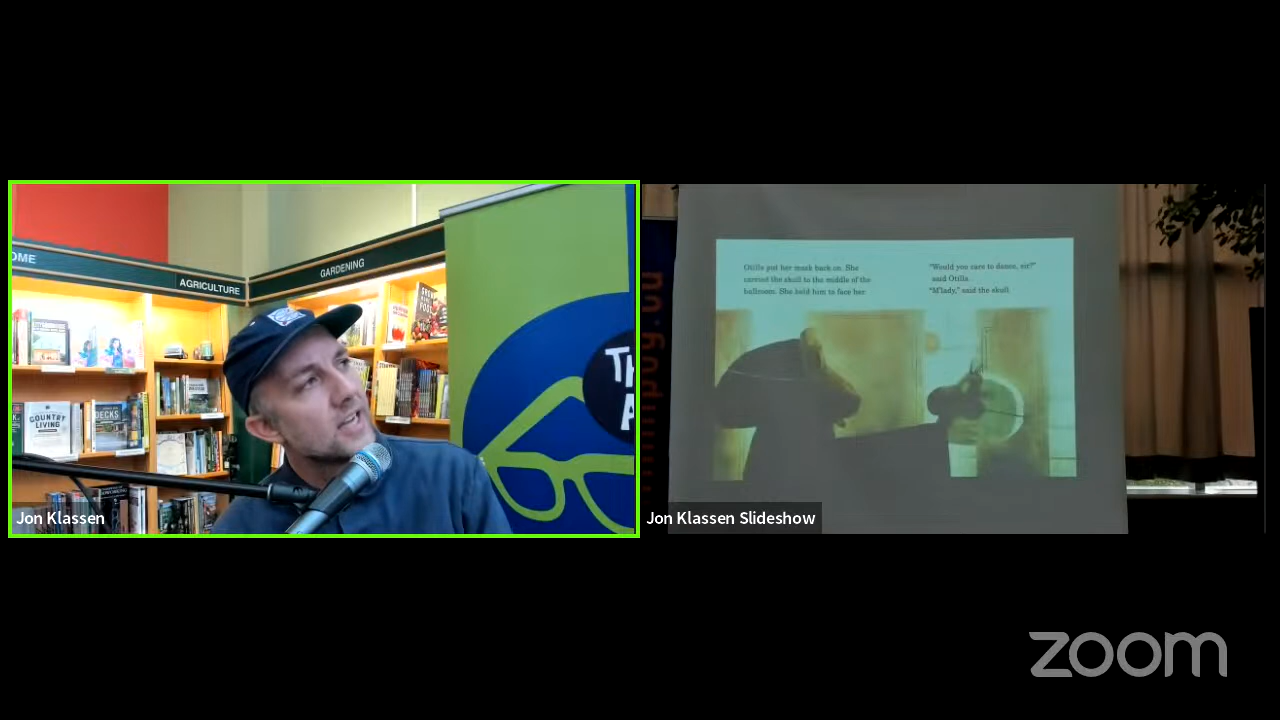 OME
AGRICULTURE
GARDENING
COUNTRY
LIVING
DECKS
TH
A
Jon Klassen
Otilla put her mask back on. She
carried the skull to the middle of the
ballroom. She held him to face her.
"Would you care to dance, sir?"
said Otilla.
"M'lady," said the skull.
Jon Klassen Slideshow
zoom